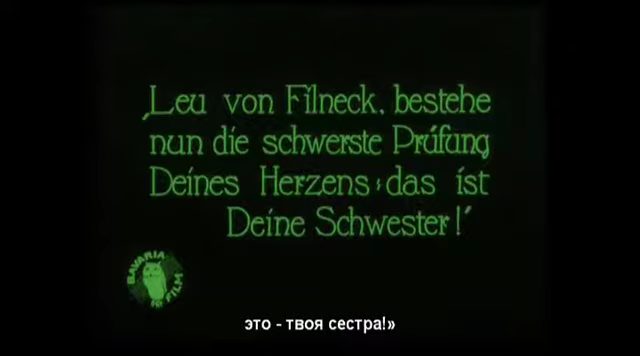 „Leu von Filneck, bestehe
nun die schwerste Prüfung
Deines Herzens: das ist
Deine Schwester!“
BAVARIA
FILM
это - твоя сестра!»